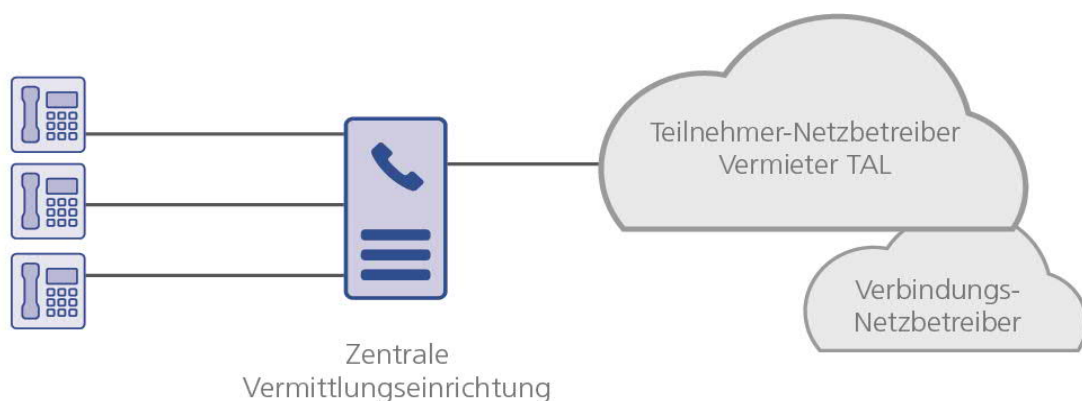 Teilnehmer-Netzbetreiber
Vermieter TAL
Verbindungs-
Netzbetreiber
Zentrale
Vermittlungseinrichtung